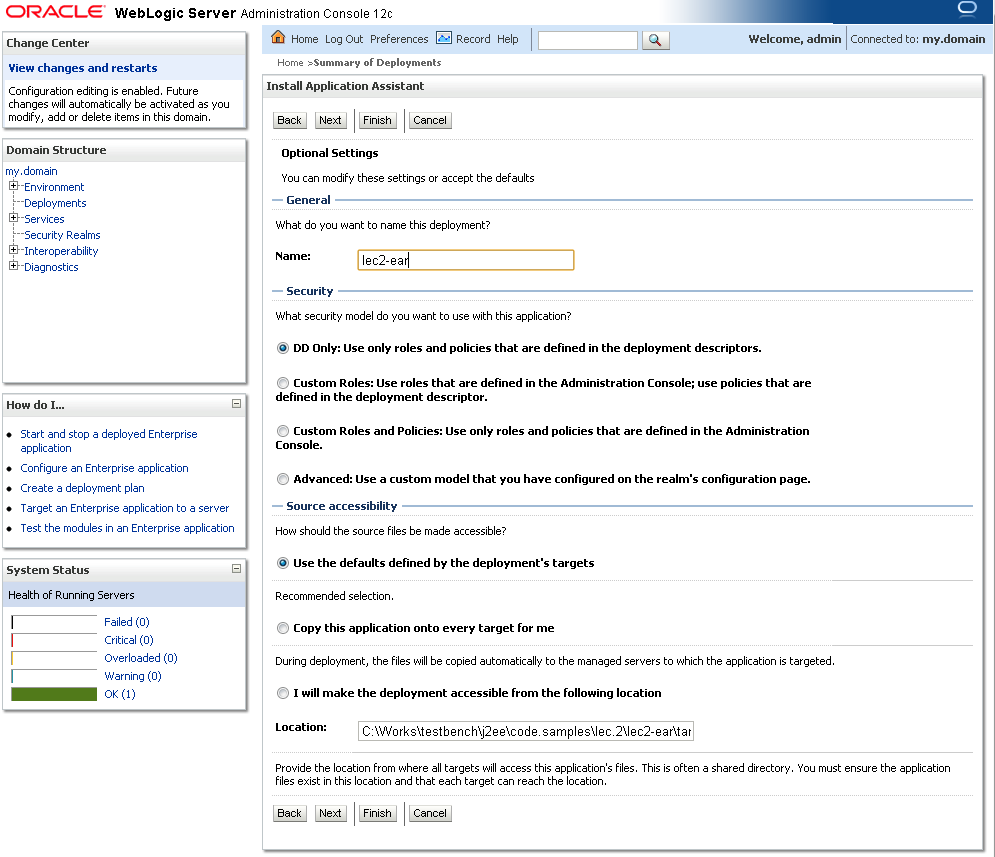 ORACLE WebLogic Server Administration Console 12c
Change Center
View changes and restarts
Configuration editing is enabled. Future
changes will automatically be activated as you
modify, add or delete items in this domain.
Domain Structure
my.domain
Environment
Deployments
Services
Security Realms
Interoperability
Diagnostics
How do I...
Start and stop a deployed Enterprise
application
Configure an Enterprise application
Create a deployment plan
Target an Enterprise application to a server
Test the modules in an Enterprise application
System Status
Health of Running Servers
Failed (0)
Critical (0)
Overloaded (0)
Warning (0)
OK (1)
Home Log Out Preferences Record Help
Welcome, admin Connected to: my.domain
Home >Summary of Deployments
Install Application Assistant
Back Next Finish Cancel
Optional Settings
You can modify these settings or accept the defaults
General
What do you want to name this deployment?
Name: lec2-ear
Security
What security model do you want to use with this application?
DD Only: Use only roles and policies that are defined in the deployment descriptors.
Custom Roles: Use roles that are defined in the Administration Console; use policies that are
defined in the deployment descriptor.
Custom Roles and Policies: Use only roles and policies that are defined in the Administration
Console.
Advanced: Use a custom model that you have configured on the realm's configuration page.
Source accessibility
How should the source files be made accessible?
Use the defaults defined by the deployment's targets
Recommended selection.
Copy this application onto every target for me
During deployment, the files will be copied automatically to the managed servers to which the application is targeted.
I will make the deployment accessible from the following location
Location: C:\Works\testbench\j2ee\code.samples\lec.2\lec2-ear\tar
Provide the location from where all targets will access this application's files. This is often a shared directory. You must ensure the application
files exist in this location and that each target can reach the location.
Back Next Finish Cancel